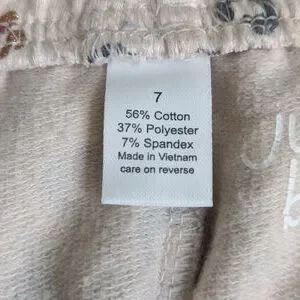 7
56% Cotton
37% Polyester
7% Spandex
Made in Vietnam
care on reverse